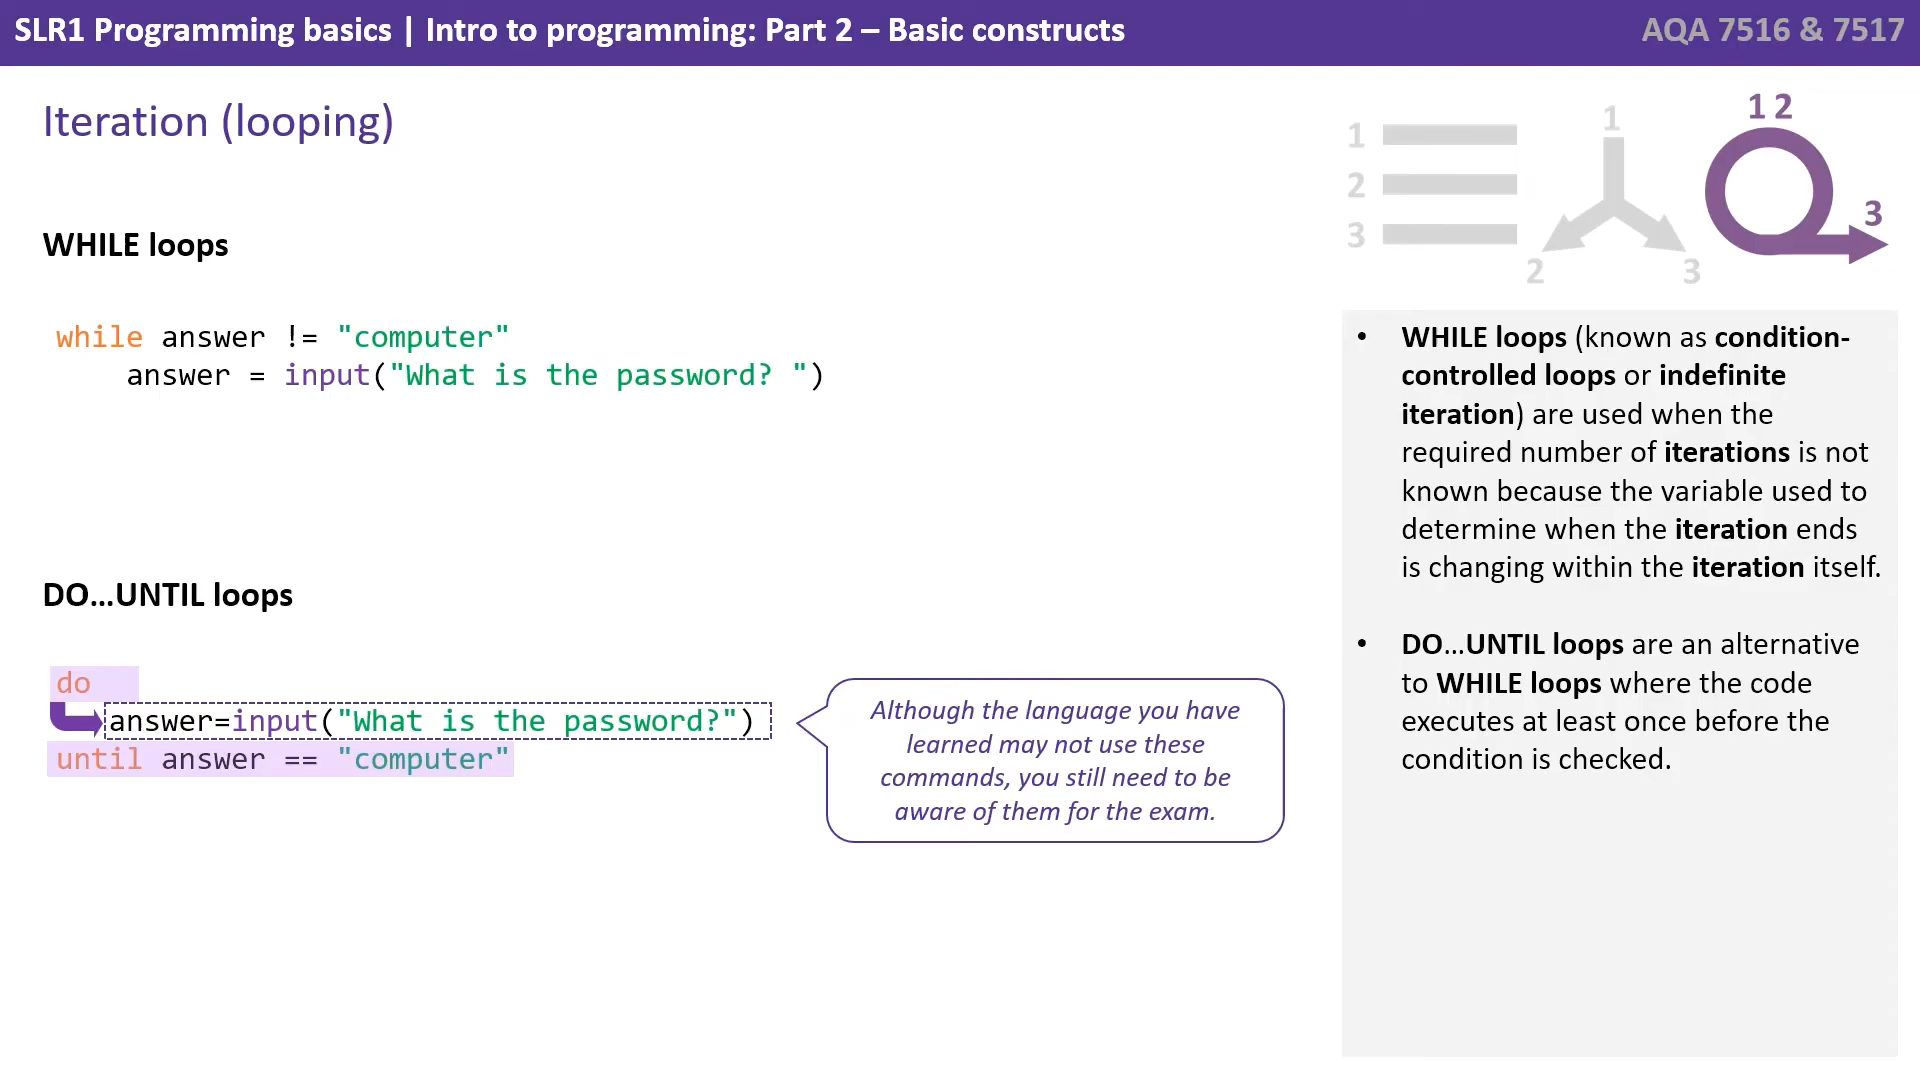 SLR1 Programming basics | Intro to programming: Part 2 – Basic constructs
AQA 7516 & 7517
Iteration (looping)
1
2
3
1
2
3
1 2
3
WHILE loops
while answer != "computer"
answer = input("What is the password? ")
DO...UNTIL loops
do
answer=input("What is the password?")
until answer == "computer"
Although the language you have
learned may not use these
commands, you still need to be
aware of them for the exam.
• WHILE loops (known as condition-
controlled loops or indefinite
iteration) are used when the
required number of iterations is not
known because the variable used to
determine when the iteration ends
is changing within the iteration itself.
• DO...UNTIL loops are an alternative
to WHILE loops where the code
executes at least once before the
condition is checked.